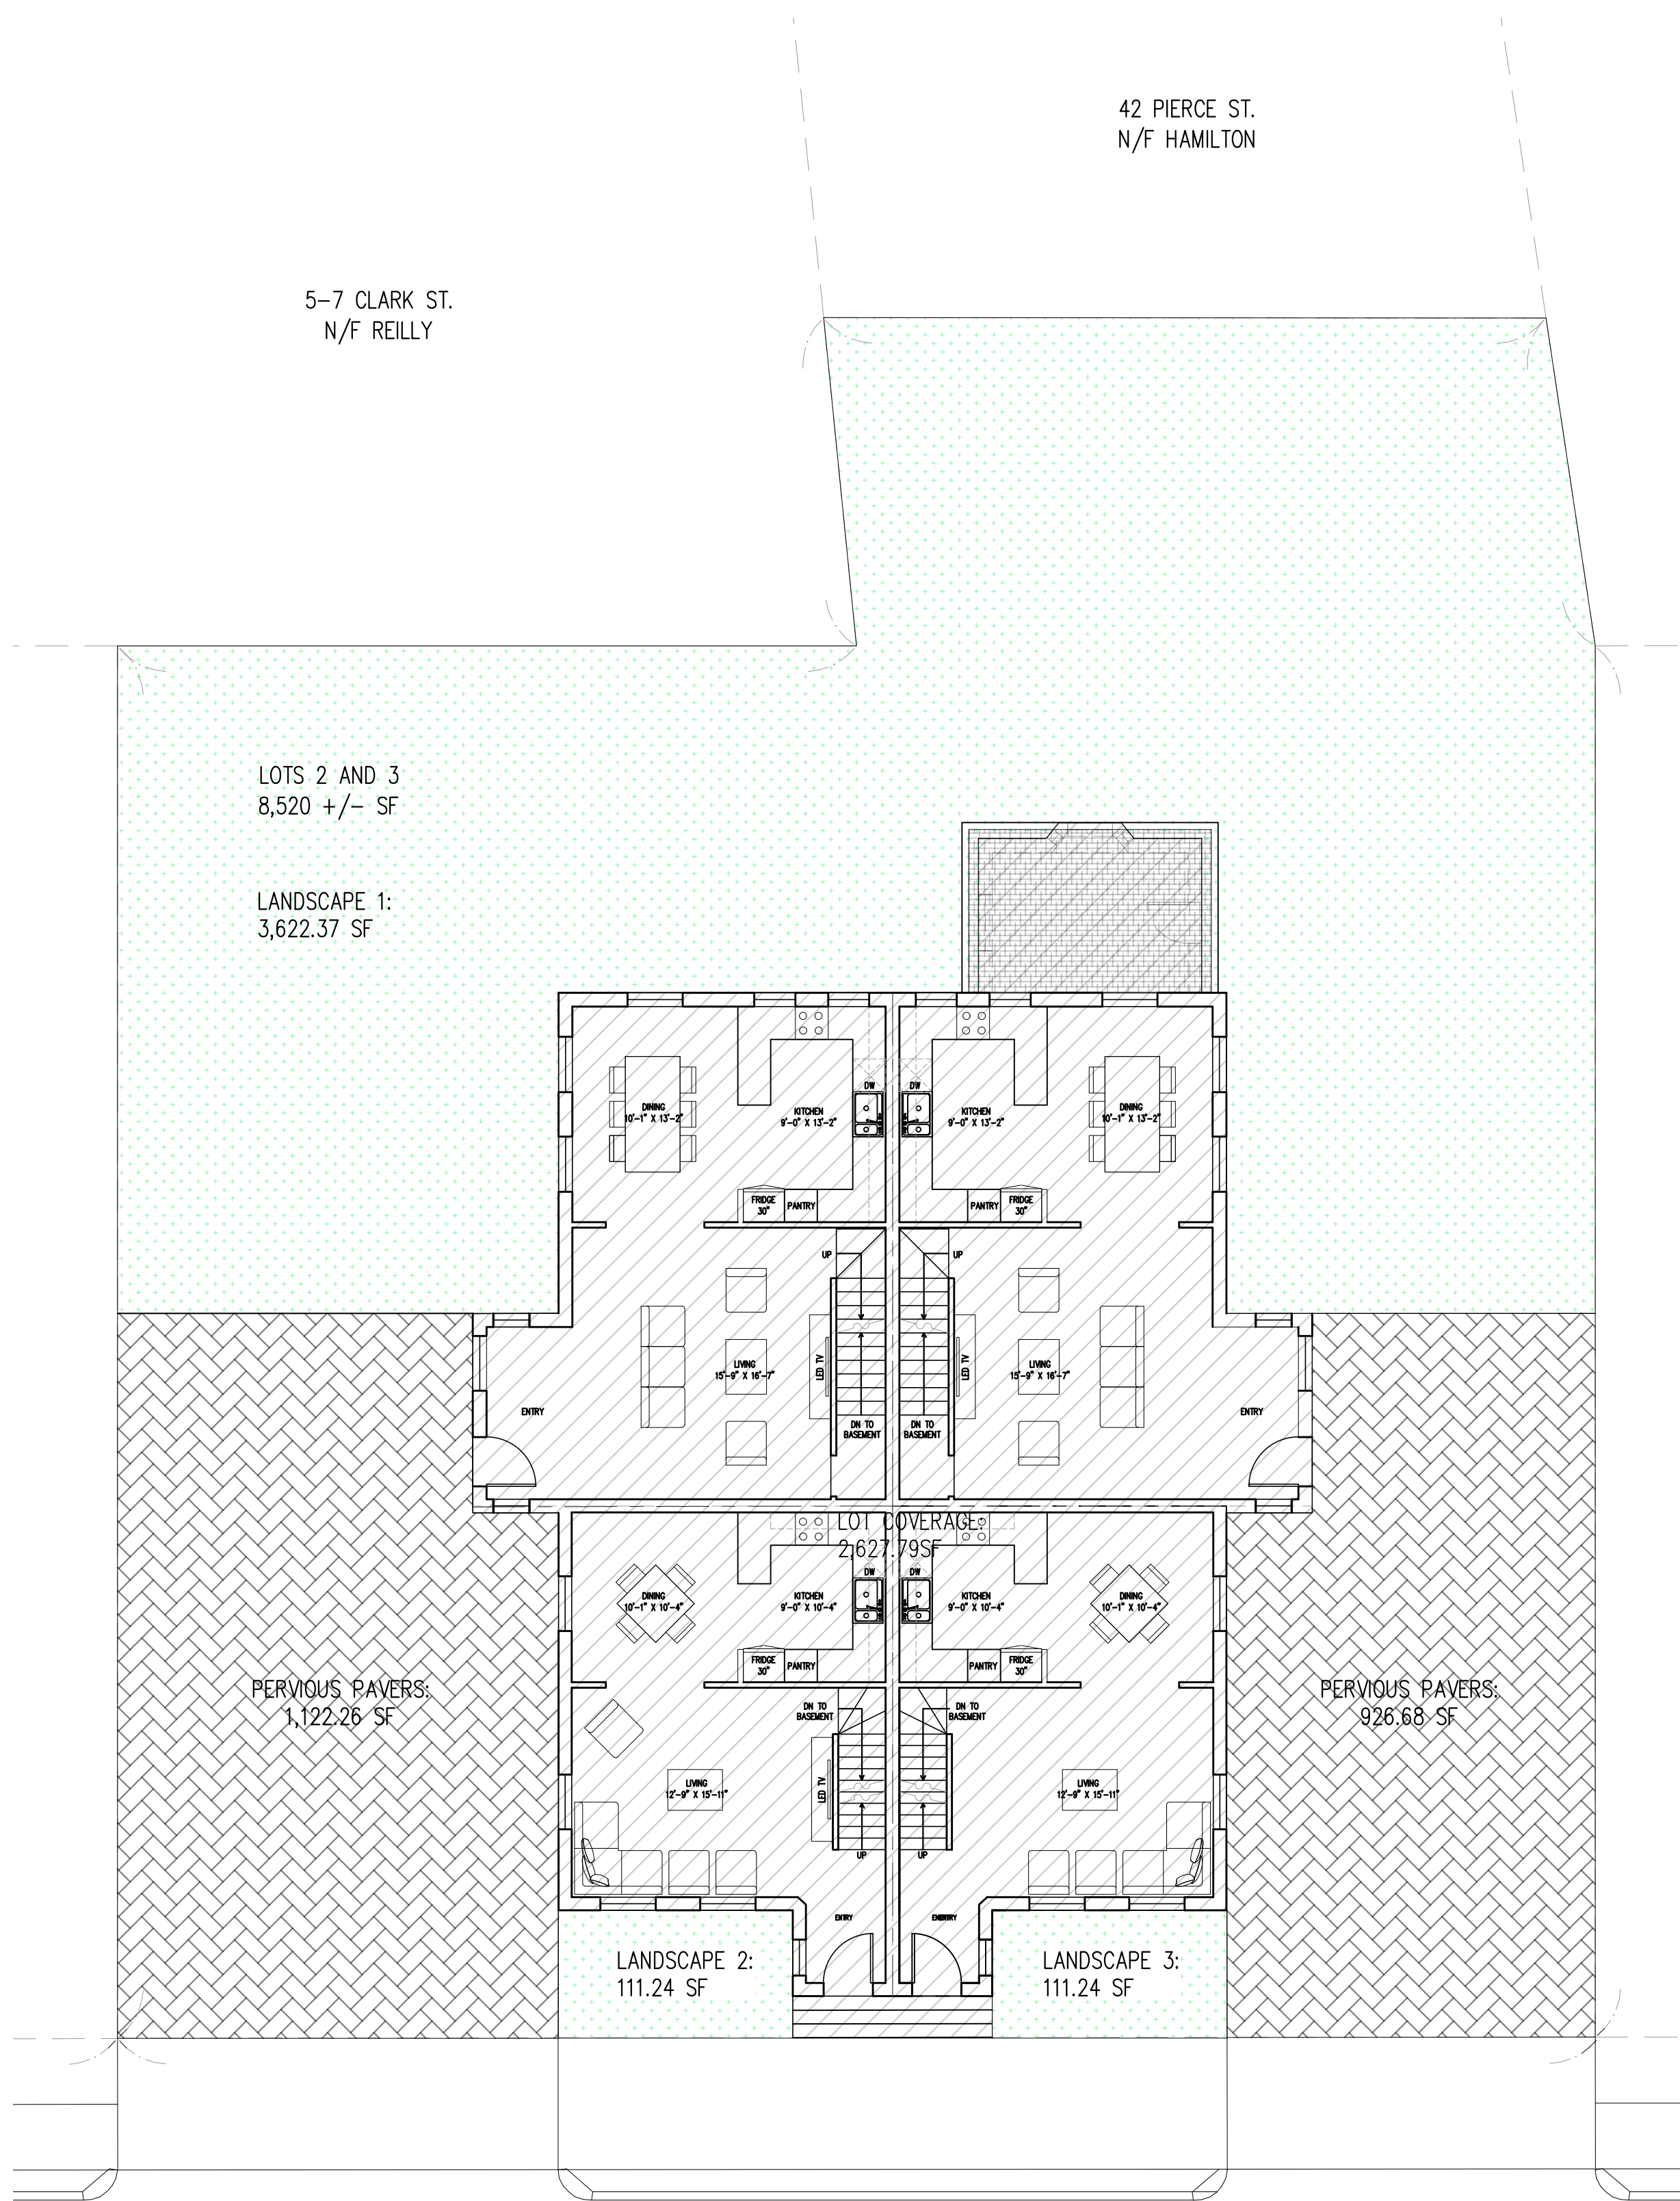 42 PIERCE ST.
N/F HAMILTON
5-7 CLARK ST.
N/F REILLY
LOTS 2 AND 3
8,520 +/- SF
LANDSCAPE 1:
3,622.37 SF
DW
DW
DINING
10'-1" X 13'-2"
KITCHEN
9'-0" X 13'-2"
KITCHEN
9'-0" X 13'-2"
DINING
10'-1" X 13'-2"
FRIDGE
30"
PANTRY
PANTRY
FRIDGE
30"
UP
UP
LIVING
15'-9" X 16'-7"
LED TV
LED TV
LIVING
15'-9" X 16'-7"
ENTRY
DN TO
BASEMENT
DN TO
BASEMENT
ENTRY
LOT COVERAGE:
2,627.79SF
DW
DW
DINING
10'-1" X 10'-4"
KITCHEN
9'-0" X 10'-4"
KITCHEN
9'-0" X 10'-4"
DINING
10'-1" X 10'-4"
FRIDGE
30"
PANTRY
PANTRY
FRIDGE
30"
PERVIOUS PAVERS:
1,122.26 SF
PERVIOUS PAVERS:
926.68 SF
DN TO
BASEMENT
DN TO
BASEMENT
LIVING
12'-9" X 15'-11"
LED TV
LIVING
12'-9" X 15'-11"
UP
UP
ENTRY
ENTRY
LANDSCAPE 2:
111.24 SF
LANDSCAPE 3:
111.24 SF